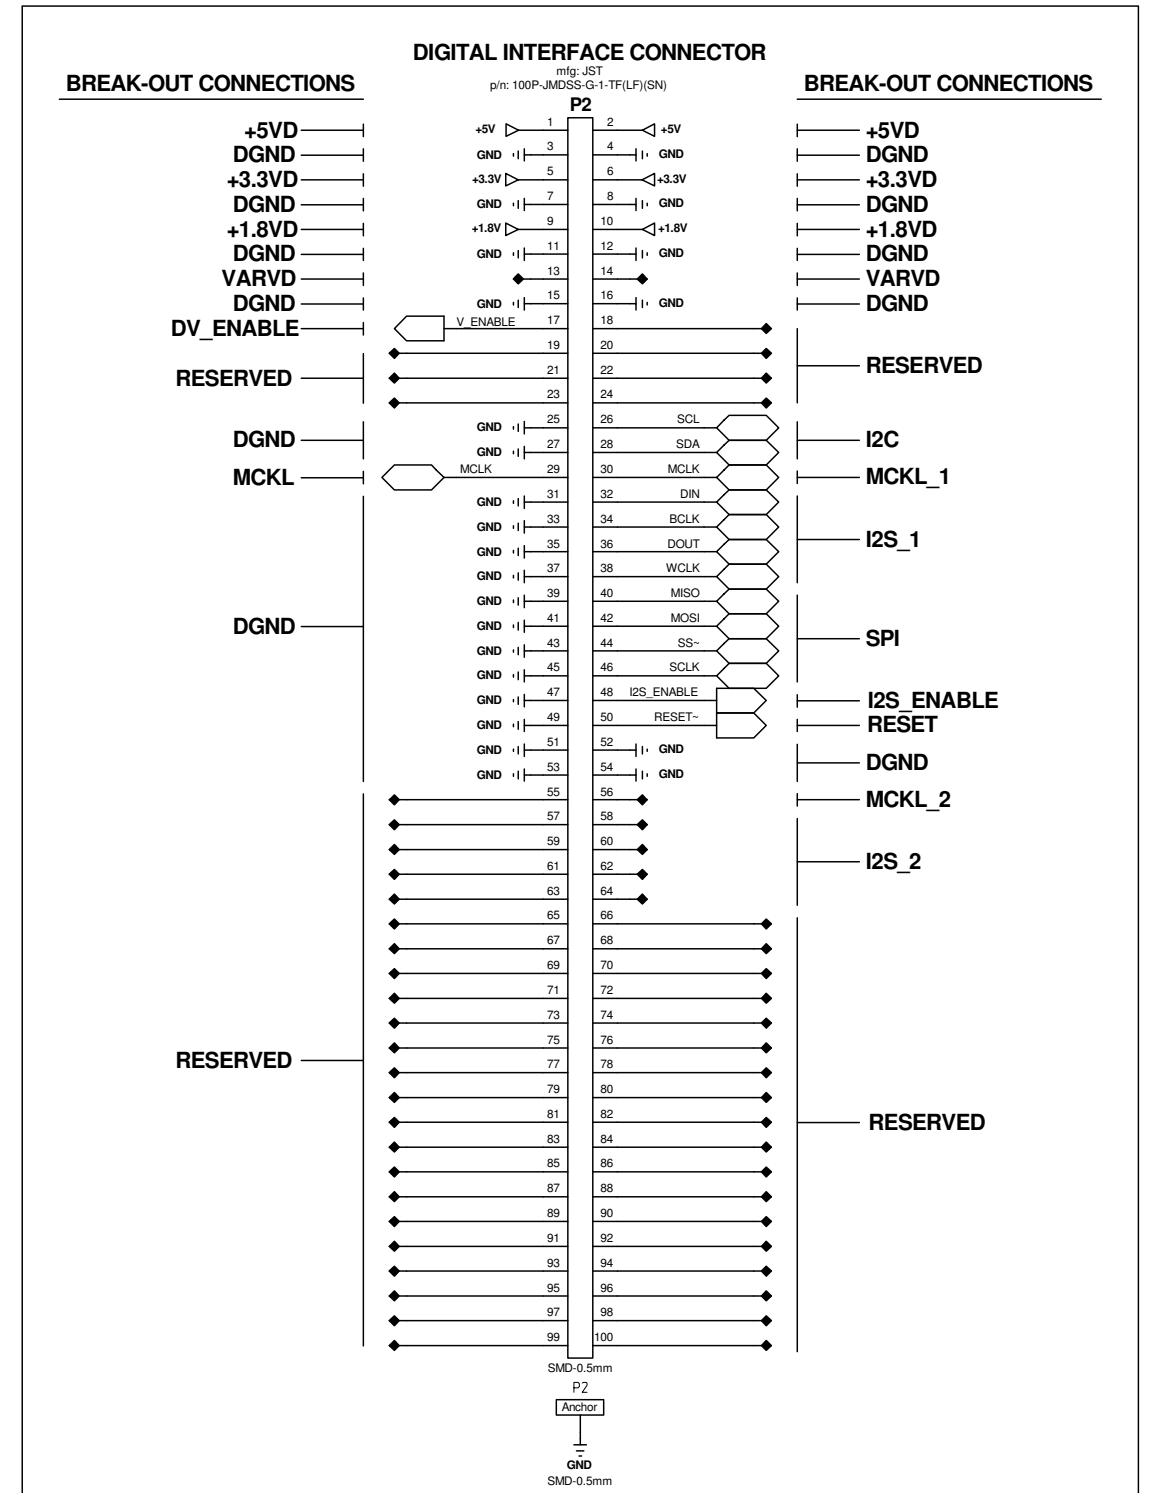 DIGITAL INTERFACE CONNECTOR
mfg: JST
p/n: 100P-JMDSS-G-1-TF(LF)(SN)
BREAK-OUT CONNECTIONS P2 BREAK-OUT CONNECTIONS
+5VD +5V 1 2 +5V +5VD
DGND GND 3 4 GND DGND
+3.3VD +3.3V 5 6 +3.3V +3.3VD
DGND GND 7 8 GND DGND
+1.8VD +1.8V 9 10 +1.8V +1.8VD
DGND GND 11 12 GND DGND
VARVD 13 14 VARVD
DGND GND 15 16 GND DGND
DV_ENABLE V_ENABLE 17 18
19 20 RESERVED
RESERVED 21 22
23 24
GND 25 26 SCL
DGND GND 27 28 SDA I2C
MCKL MCLK 29 30 MCLK MCKL_1
GND 31 32 DIN
GND 33 34 BCLK I2S_1
GND 35 36 DOUT
GND 37 38 WCLK
GND 39 40 MISO
DGND GND 41 42 MOSI SPI
GND 43 44 SS~
GND 45 46 SCLK
GND 47 48 I2S_ENABLE I2S_ENABLE
GND 49 50 RESET~ RESET
GND 51 52 GND DGND
GND 53 54 GND
55 56 MCKL_2
57 58
59 60 I2S_2
61 62
63 64
65 66
67 68
69 70
71 72
73 74
75 76
RESERVED 77 78
79 80
81 82 RESERVED
83 84
85 86
87 88
89 90
91 92
93 94
95 96
97 98
99 100
SMD-0.5mm
P2
Anchor
GND
SMD-0.5mm